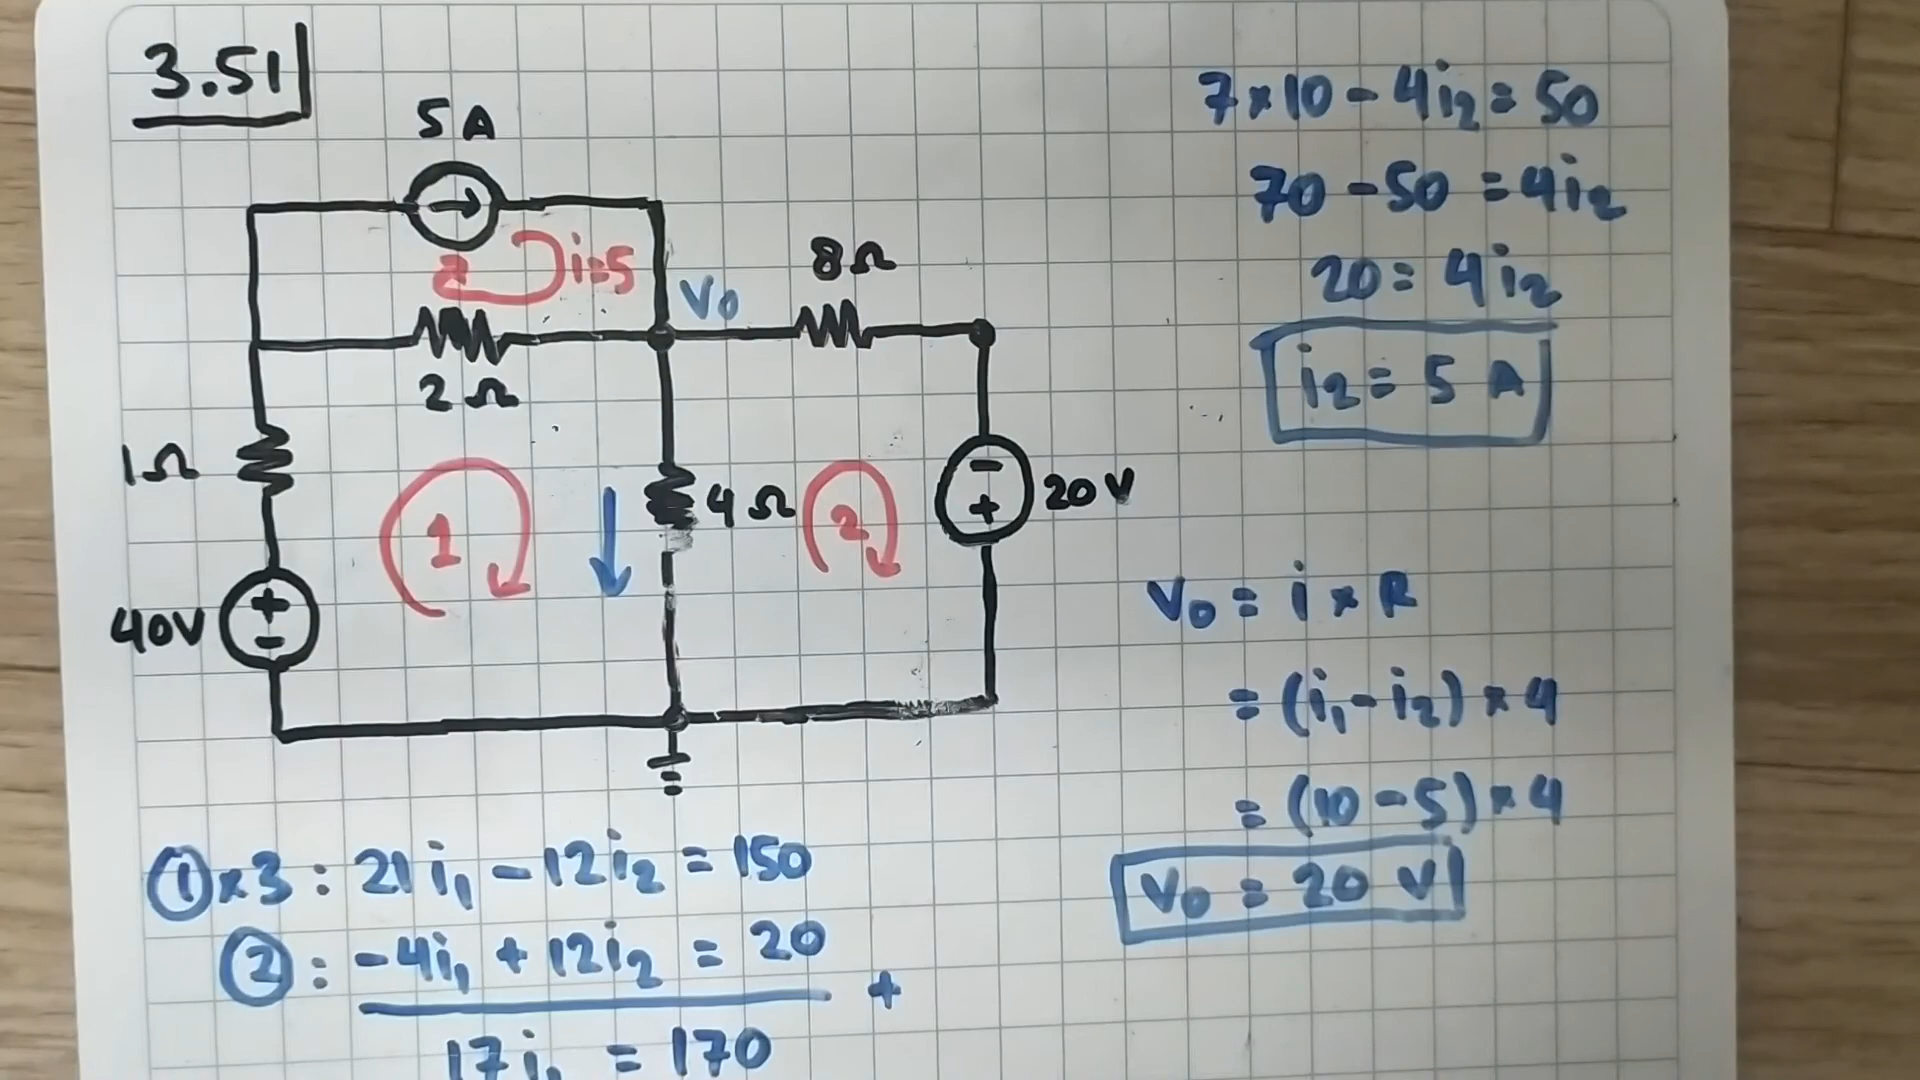 3.51
5 A
i=5
Vo
8Ω
2Ω
1Ω
1
4Ω
2
20V
+
-
40V
+
-
①×3: 21i₁ - 12i₂ = 150
②: -4i₁ + 12i₂ = 20
+
17i₁ = 170
7×10 - 4i₂ = 50
70 - 50 = 4i₂
20 = 4i₂
i₂ = 5 A
Vo = i × R
= (i₁ - i₂) × 4
= (10 - 5) × 4
Vo = 20 V